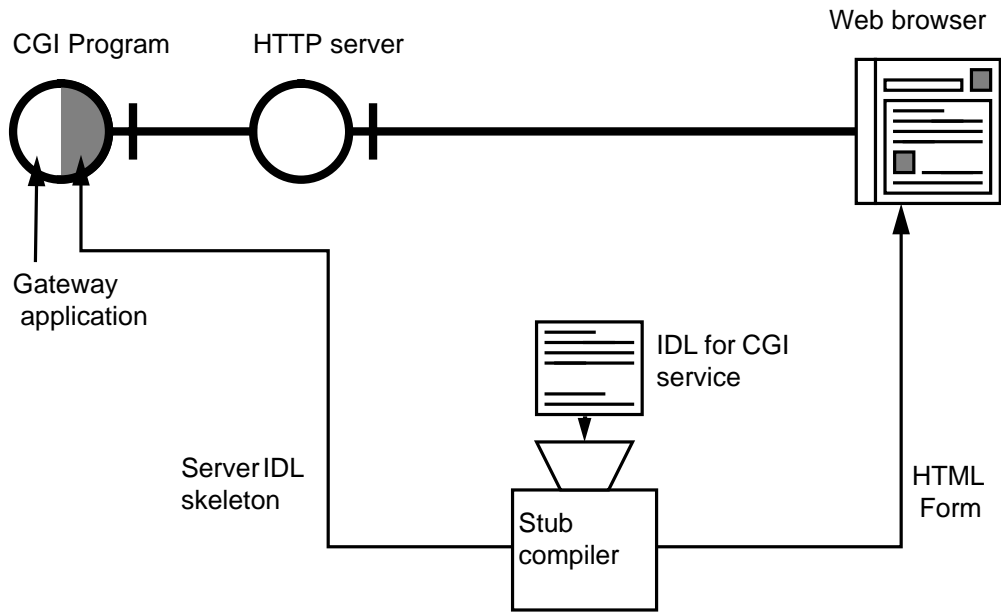 Web browser
CGI Program
HTTP server
Gateway
application
IDL for CGI
service
Server IDL
skeleton
HTML
Form
Stub
compiler